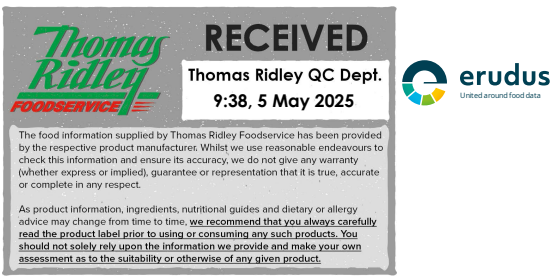 Thomas
Ridley
FOODSERVICE
RECEIVED
Thomas Ridley QC Dept.
9:38, 5 May 2025
erudus
United around food data
The food information supplied by Thomas Ridley Foodservice has been provided
by the respective product manufacturer. Whilst we use reasonable endeavours to
check this information and ensure its accuracy, we do not give any warranty
(whether express or implied), guarantee or representation that it is true, accurate
or complete in any respect.
As product information, ingredients, nutritional guides and dietary or allergy
advice may change from time to time, we recommend that you always carefully
read the product label prior to using or consuming any such products. You
should not solely rely upon the information we provide and make your own
assessment as to the suitability or otherwise of any given product.